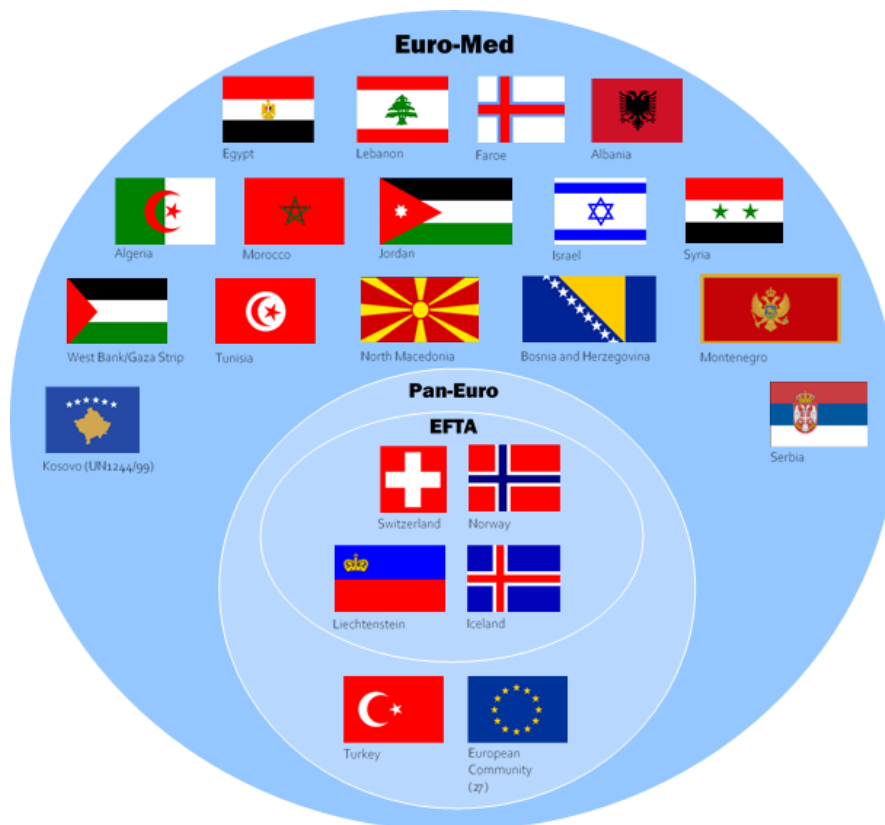 Euro-Med
Egypt
Lebanon
Faroe
Albania
Algeria
Morocco
Jordan
Israel
Syria
West Bank/Gaza Strip
Tunisia
North Macedonia
Bosnia and Herzegovina
Montenegro
Pan-Euro
Kosovo (UN1244/99)
EFTA
Serbia
Switzerland
Norway
Liechtenstein
Iceland
Turkey
European
Community
(27)